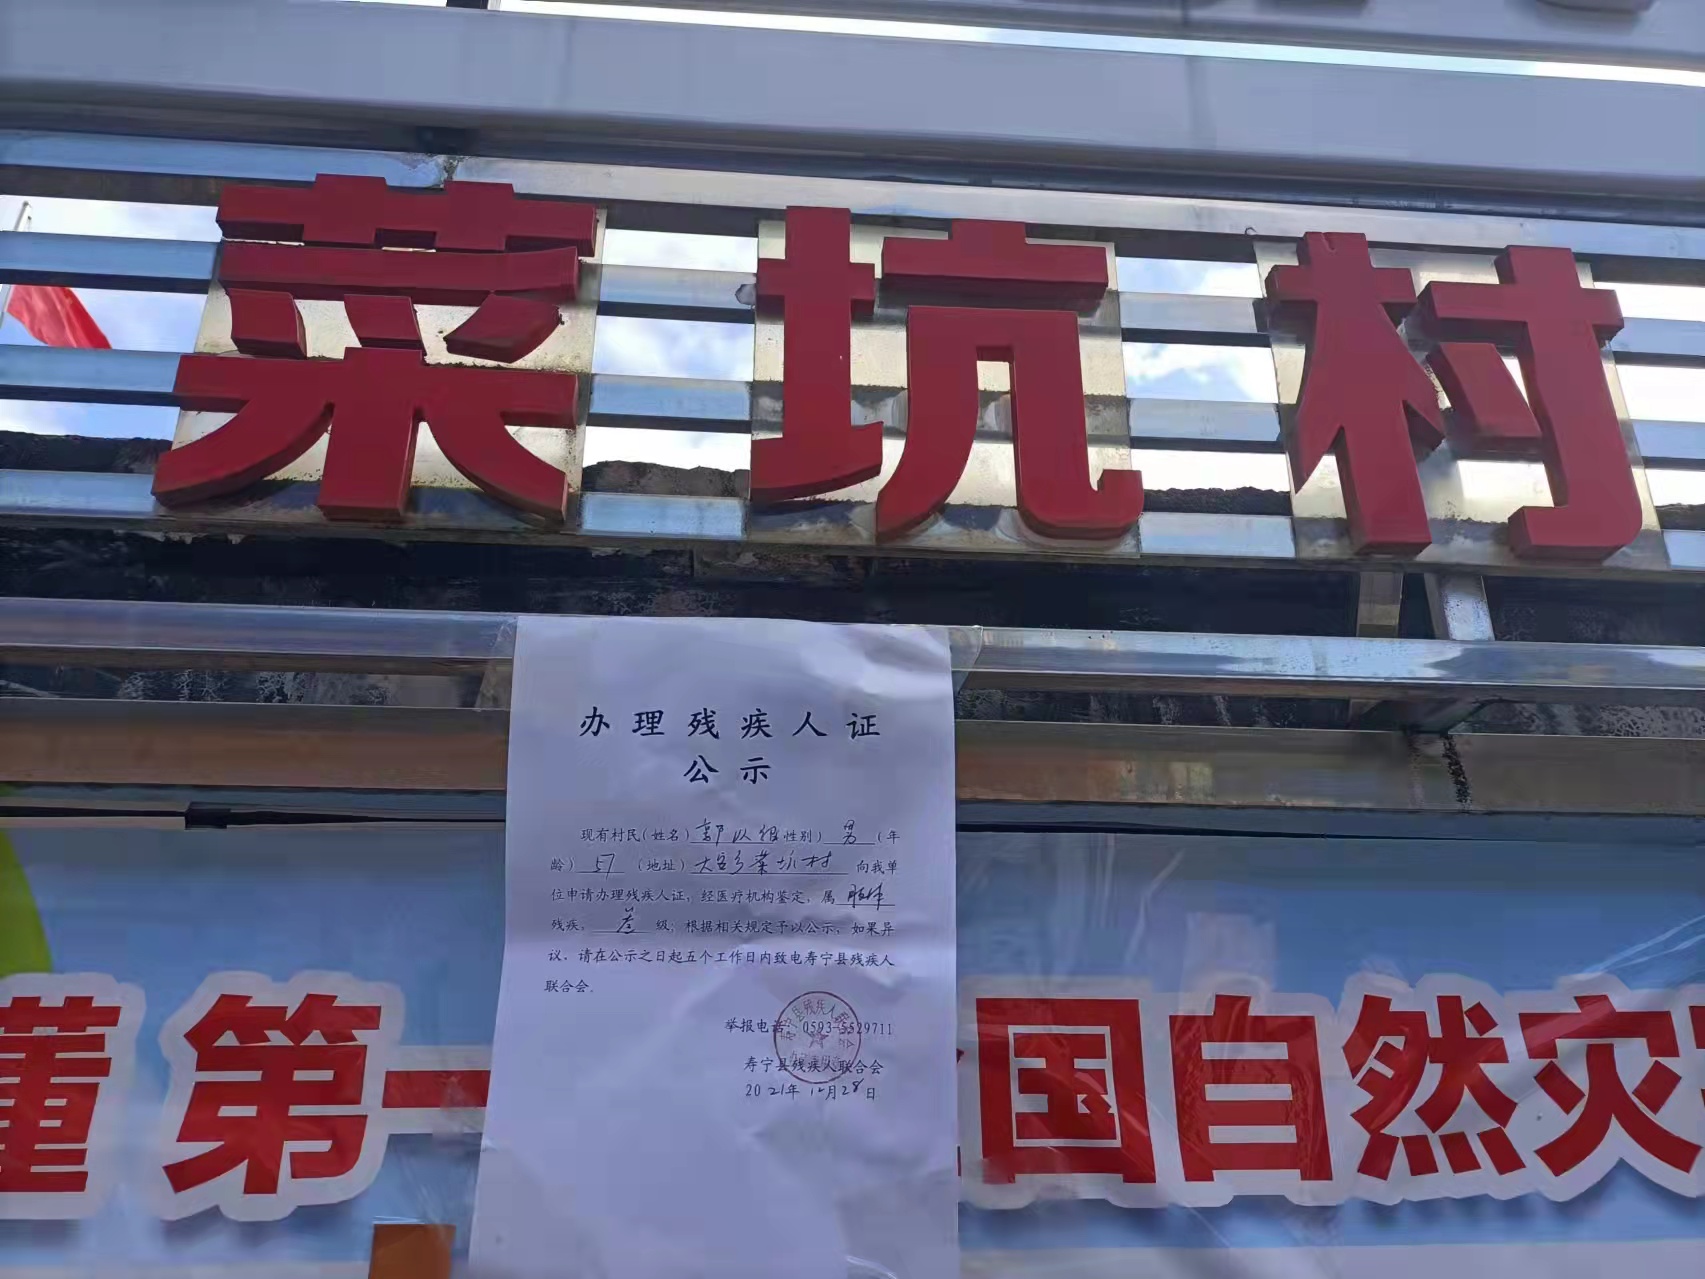 菜坑村
办理残疾人证
公示
现有村民(姓名)郭以组性别)男(年
龄)57(地址)大安乡菜坑村向我单
位申请办理残疾人证，经医疗机构鉴定，属肢体
残疾，叁级；根据相关规定予以公示，如果异
议，请在公示之日起五个工作日内致电寿宁县残疾人
联合会。
举报电话：0593-5529711
寿宁县残疾人联合会
2021年12月28日
董第一 国自然灾